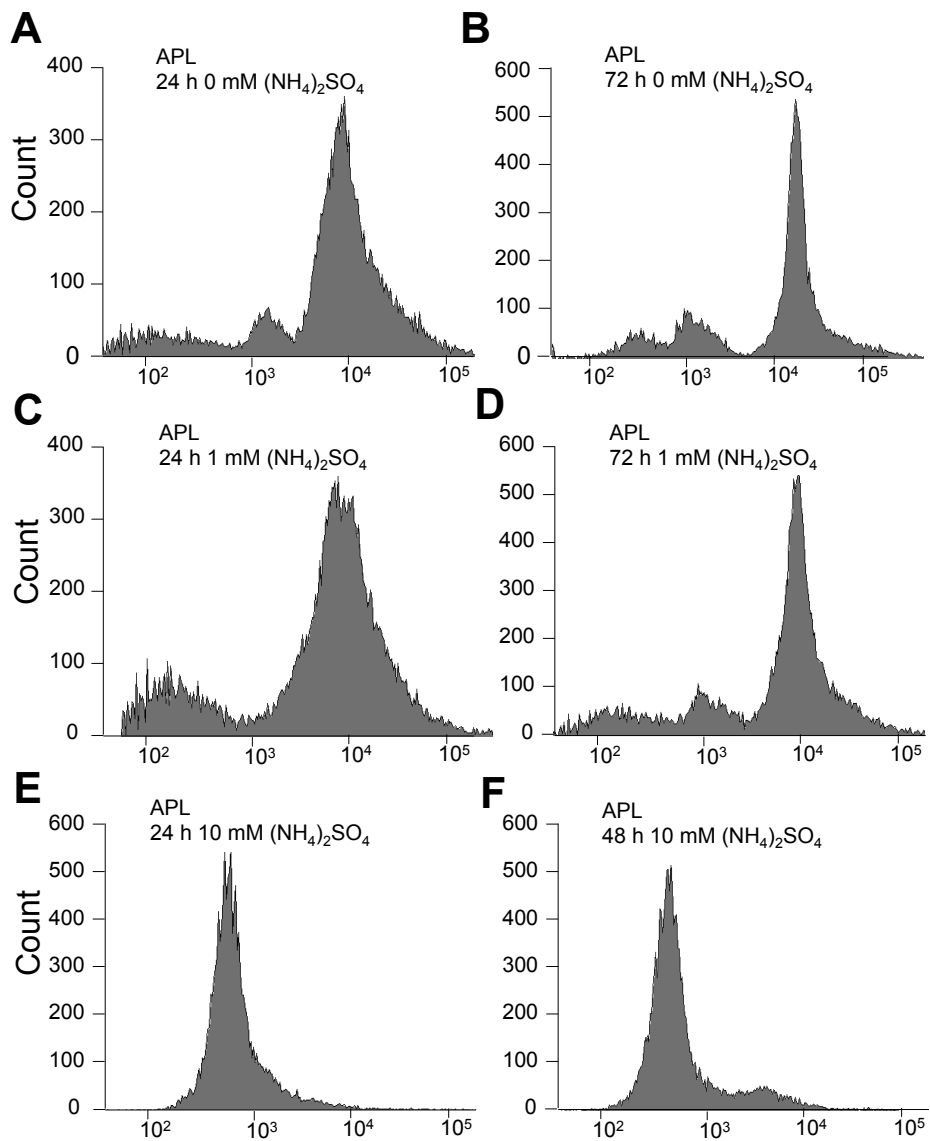 A
APL
24 h 0 mM (NH₄)₂SO₄
Count
400
300
200
100
0
10² 10³ 10⁴ 10⁵
B
APL
72 h 0 mM (NH₄)₂SO₄
600
500
400
300
200
100
0
10² 10³ 10⁴ 10⁵
C
APL
24 h 1 mM (NH₄)₂SO₄
Count
400
300
200
100
0
10² 10³ 10⁴ 10⁵
D
APL
72 h 1 mM (NH₄)₂SO₄
600
500
400
300
200
100
0
10² 10³ 10⁴ 10⁵
E
APL
24 h 10 mM (NH₄)₂SO₄
Count
600
500
400
300
200
100
0
10² 10³ 10⁴ 10⁵
F
APL
48 h 10 mM (NH₄)₂SO₄
600
500
400
300
200
100
0
10² 10³ 10⁴ 10⁵